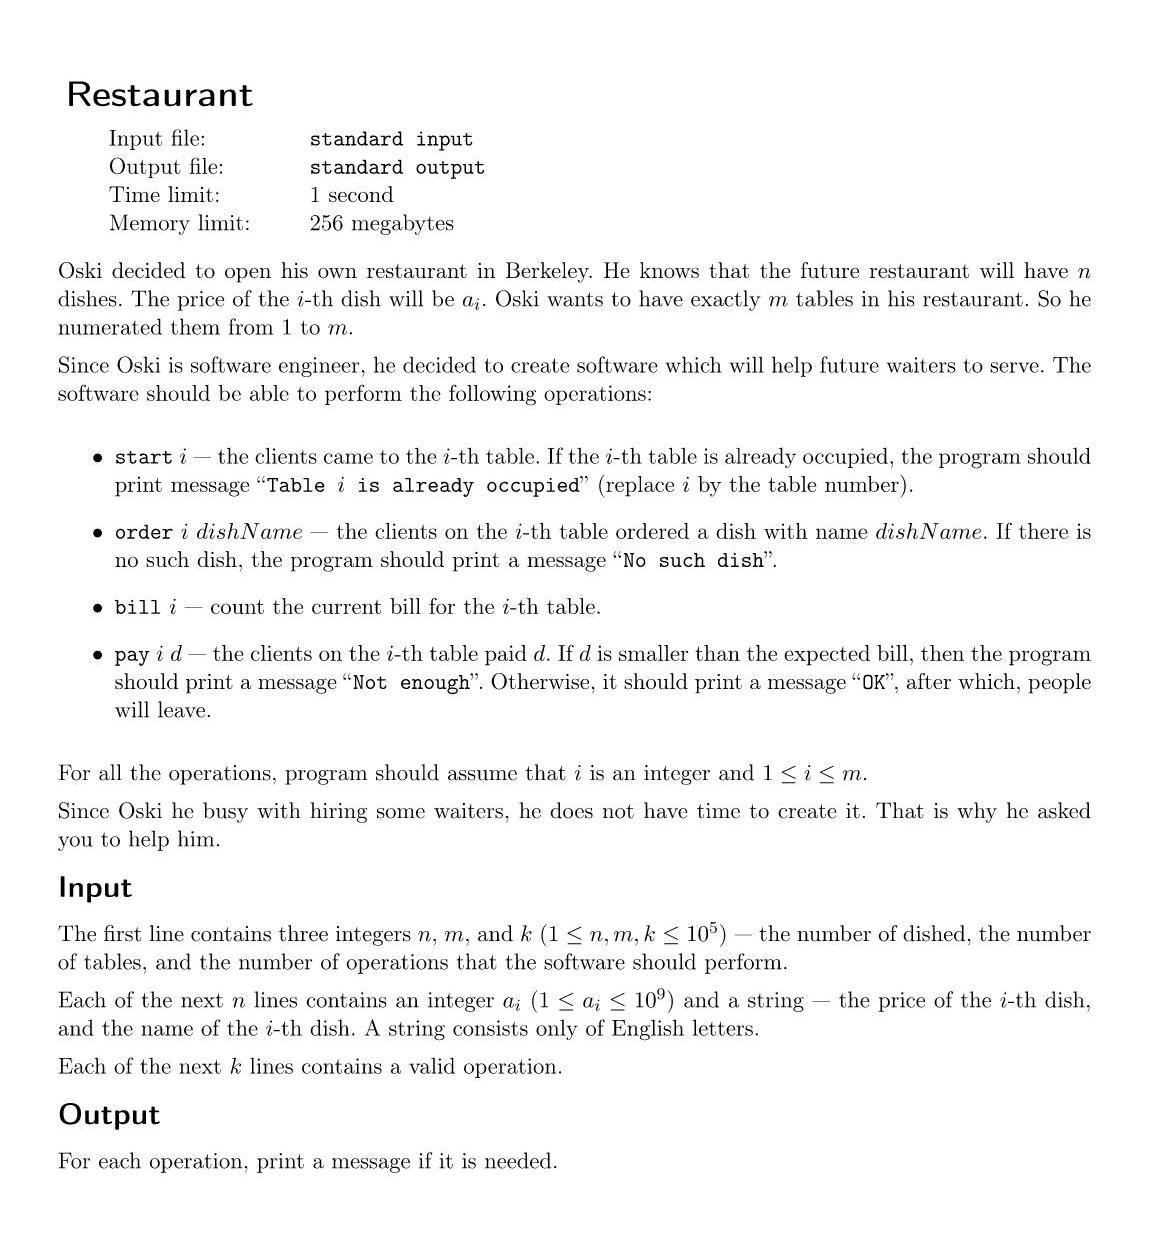 Restaurant
Input file: standard input
Output file: standard output
Time limit: 1 second
Memory limit: 256 megabytes
Oski decided to open his own restaurant in Berkeley. He knows that the future restaurant will have n
dishes. The price of the i-th dish will be aᵢ. Oski wants to have exactly m tables in his restaurant. So he
numerated them from 1 to m.
Since Oski is software engineer, he decided to create software which will help future waiters to serve. The
software should be able to perform the following operations:
• start i — the clients came to the i-th table. If the i-th table is already occupied, the program should
print message “Table i is already occupied” (replace i by the table number).
• order i dishName — the clients on the i-th table ordered a dish with name dishName. If there is
no such dish, the program should print a message “No such dish”.
• bill i — count the current bill for the i-th table.
• pay i d — the clients on the i-th table paid d. If d is smaller than the expected bill, then the program
should print a message “Not enough”. Otherwise, it should print a message “OK”, after which, people
will leave.
For all the operations, program should assume that i is an integer and 1 ≤ i ≤ m.
Since Oski he busy with hiring some waiters, he does not have time to create it. That is why he asked
you to help him.
Input
The first line contains three integers n, m, and k (1 ≤ n, m, k ≤ 10⁵) — the number of dished, the number
of tables, and the number of operations that the software should perform.
Each of the next n lines contains an integer aᵢ (1 ≤ aᵢ ≤ 10⁹) and a string — the price of the i-th dish,
and the name of the i-th dish. A string consists only of English letters.
Each of the next k lines contains a valid operation.
Output
For each operation, print a message if it is needed.